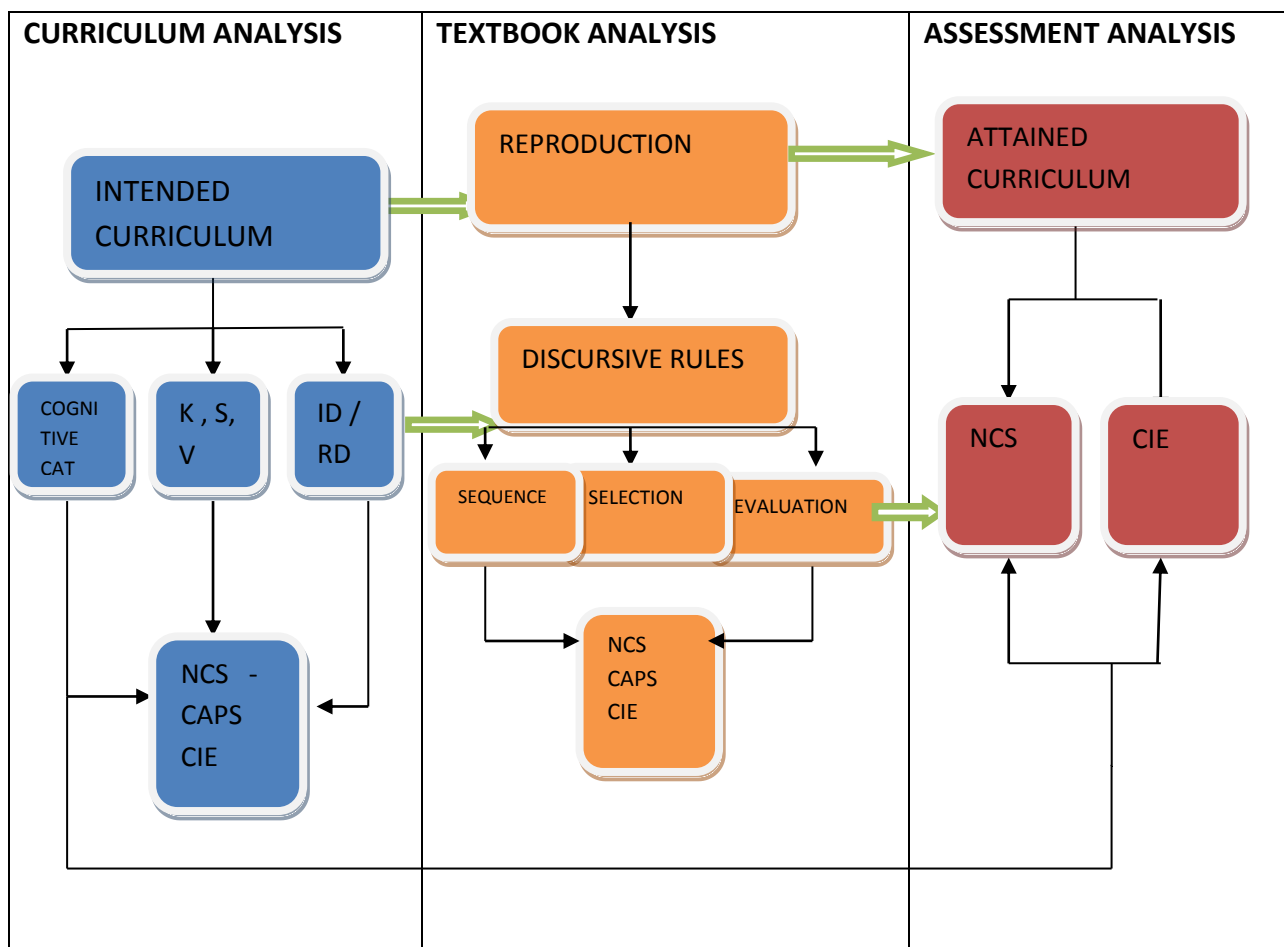 CURRICULUM ANALYSIS
TEXTBOOK ANALYSIS
ASSESSMENT ANALYSIS
INTENDED
CURRICULUM
REPRODUCTION
ATTAINED
CURRICULUM
DISCURSIVE RULES
COGNI
TIVE
CAT
K , S,
V
ID /
RD
SEQUENCE
SELECTION
EVALUATION
NCS
CIE
NCS -
CAPS
CIE
NCS
CAPS
CIE